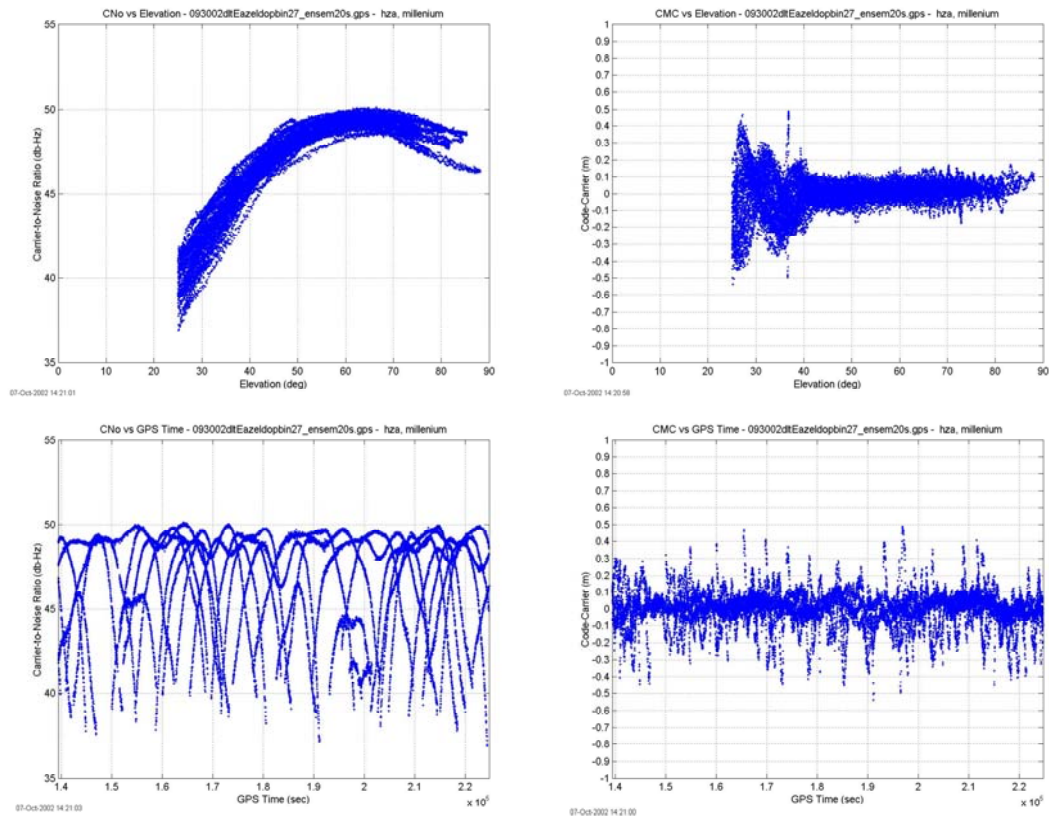 CNo vs Elevation - 093002dltEazeldopbin27_ensem20s.gps - hza, millenium
55
50
45
40
35
Carrier-to-Noise Ratio (db-Hz)
0 10 20 30 40 50 60 70 80 90
Elevation (deg)
07-Oct-2002 14:21:01
CMC vs Elevation - 093002dltEazeldopbin27_ensem20s.gps - hza, millenium
1
0.9
0.8
0.7
0.6
0.5
0.4
0.3
0.2
0.1
0
-0.1
-0.2
-0.3
-0.4
-0.5
-0.6
-0.7
-0.8
-0.9
-1
Code-Carrier (m)
0 10 20 30 40 50 60 70 80 90
Elevation (deg)
07-Oct-2002 14:20:58
CNo vs GPS Time - 093002dltEazeldopbin27_ensem20s.gps - hza, millenium
55
50
45
40
35
Carrier-to-Noise Ratio (db-Hz)
1.4 1.5 1.6 1.7 1.8 1.9 2 2.1 2.2
GPS Time (sec)
x 10⁵
07-Oct-2002 14:21:03
CMC vs GPS Time - 093002dltEazeldopbin27_ensem20s.gps - hza, millenium
1
0.9
0.8
0.7
0.6
0.5
0.4
0.3
0.2
0.1
0
-0.1
-0.2
-0.3
-0.4
-0.5
-0.6
-0.7
-0.8
-0.9
-1
Code-Carrier (m)
1.4 1.5 1.6 1.7 1.8 1.9 2 2.1 2.2
GPS Time (sec)
x 10⁵
07-Oct-2002 14:21:00